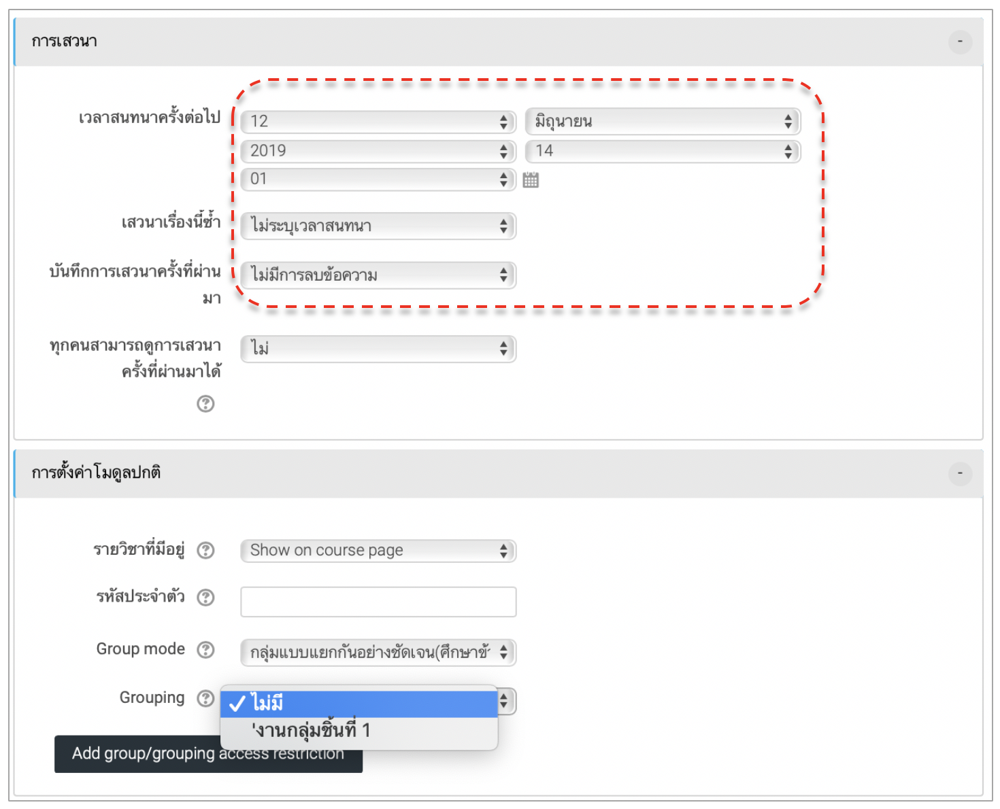 การเสวนา
-
เวลาสนทนาครั้งต่อไป
12
มิถุนายน
2019
14
01
เสวนาเรื่องนี้ซ้ำ
ไม่ระบุเวลาสนทนา
บันทึกการเสวนาครั้งที่ผ่าน
มา
ไม่มีการลบข้อความ
ทุกคนสามารถดูการเสวนา
ครั้งที่ผ่านมาได้
ไม่
?
การตั้งค่าโมดูลปกติ
-
รายวิชาที่มีอยู่ ?
Show on course page
รหัสประจำตัว ?
Group mode ?
กลุ่มแบบแยกกันอย่างชัดเจน(ศึกษาข้
Grouping ?
✓ ไม่มี
'งานกลุ่มชิ้นที่ 1
Add group/grouping access restriction